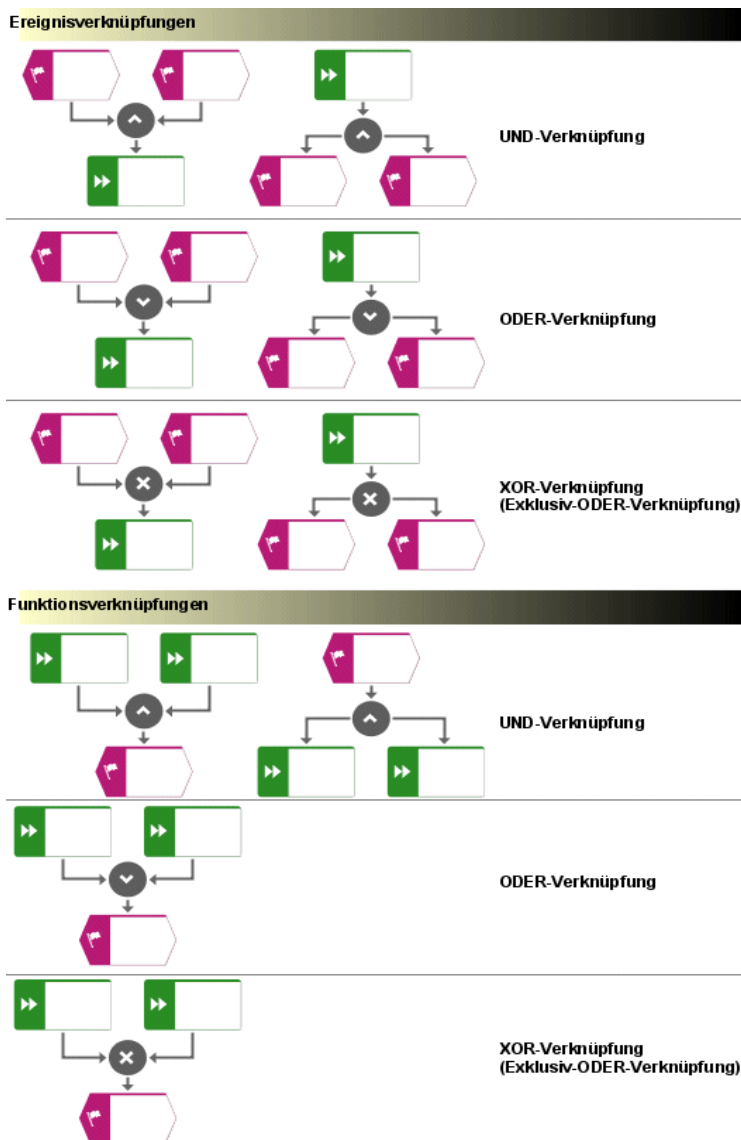 Ereignisverknüpfungen
UND-Verknüpfung
ODER-Verknüpfung
XOR-Verknüpfung
(Exklusiv-ODER-Verknüpfung)
Funktionsverknüpfungen
UND-Verknüpfung
ODER-Verknüpfung
XOR-Verknüpfung
(Exklusiv-ODER-Verknüpfung)